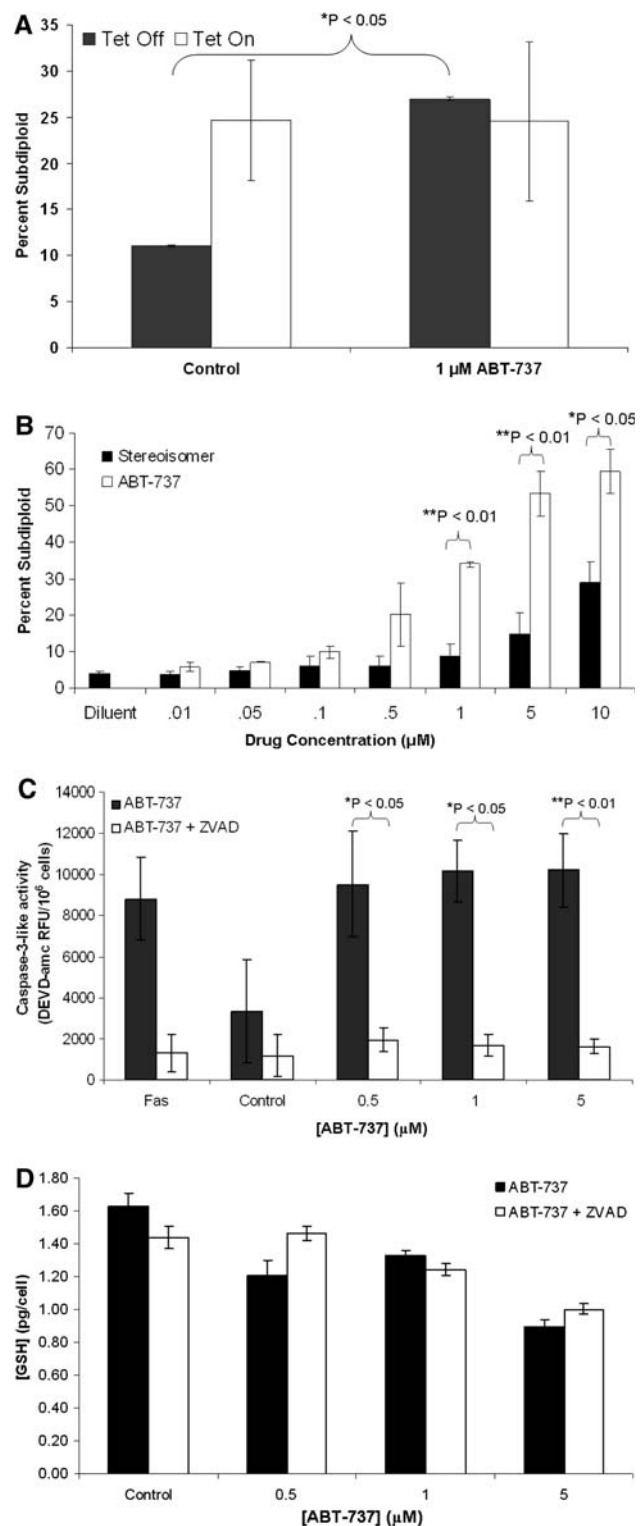 A
*P < 0.05
Tet Off Tet On
35
30
25
20
15
10
5
0
Percent Subdiploid
Control 1 µM ABT-737
B
*P < 0.05
**P < 0.01
**P < 0.01
Stereoisomer
ABT-737
70
60
50
40
30
20
10
0
Percent Subdiploid
Diluent .01 .05 .1 .5 1 5 10
Drug Concentration (µM)
C
ABT-737
ABT-737 + ZVAD
*P < 0.05 *P < 0.05 **P < 0.01
14000
12000
10000
8000
6000
4000
2000
0
Caspase-3-like activity
(DEVD-amc RFU/10⁶ cells)
Fas Control 0.5 1 5
[ABT-737] (µM)
D
ABT-737
ABT-737 + ZVAD
1.80
1.60
1.40
1.20
1.00
0.80
0.60
0.40
0.20
0.00
[GSH] (pg/cell)
Control 0.5 1 5
[ABT-737] (µM)